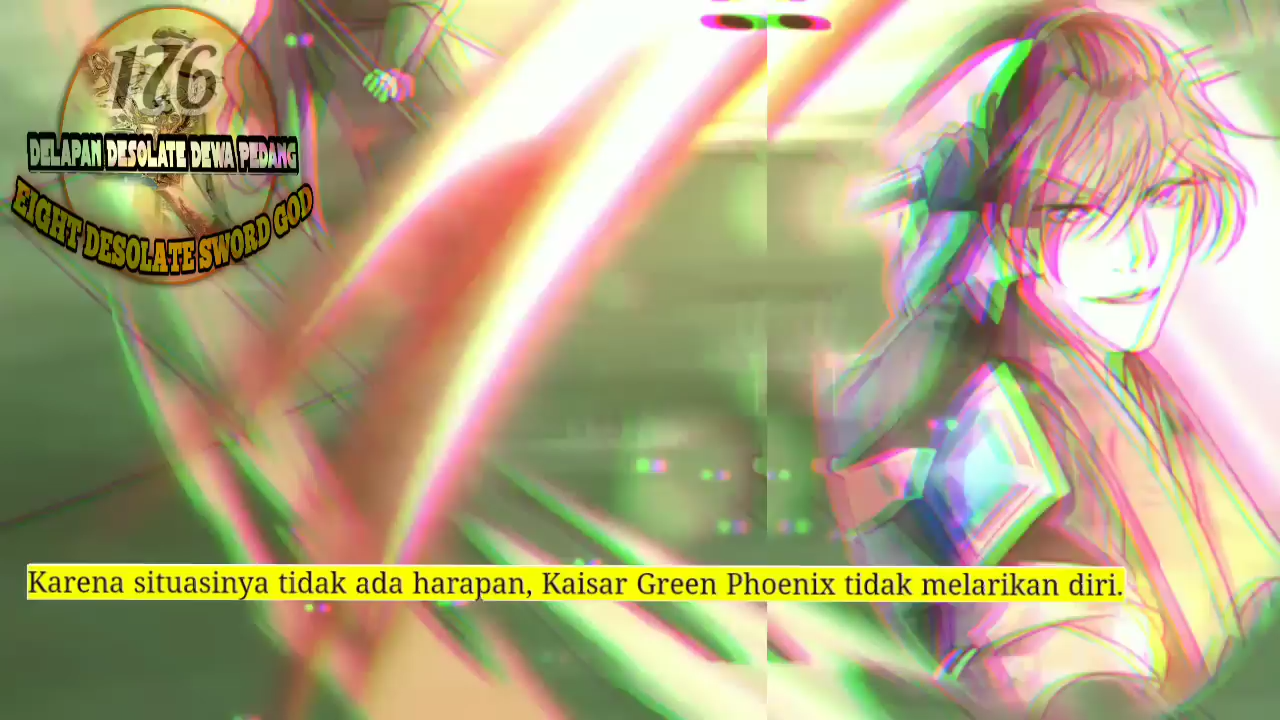 176
DELAPAN DESOLATE DEWA PEDANG
EIGHT DESOLATE SWORD GOD
Karena situasinya tidak ada harapan, Kaisar Green Phoenix tidak melarikan diri.